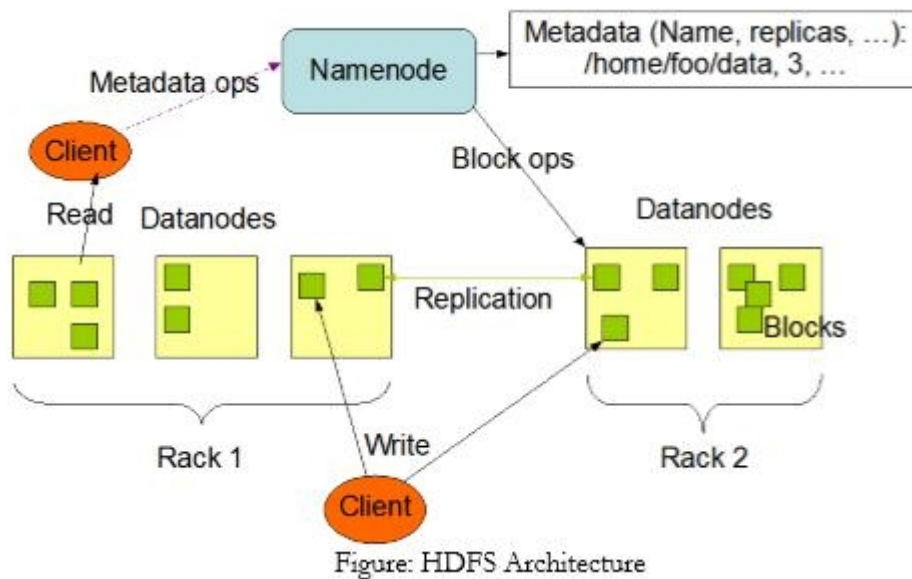 Metadata (Name, replicas, ...):
/home/foo/data, 3, ...
Namenode
Metadata ops
Client
Block ops
Read
Datanodes
Datanodes
Replication
Blocks
Rack 1
Write
Rack 2
Client
Figure: HDFS Architecture